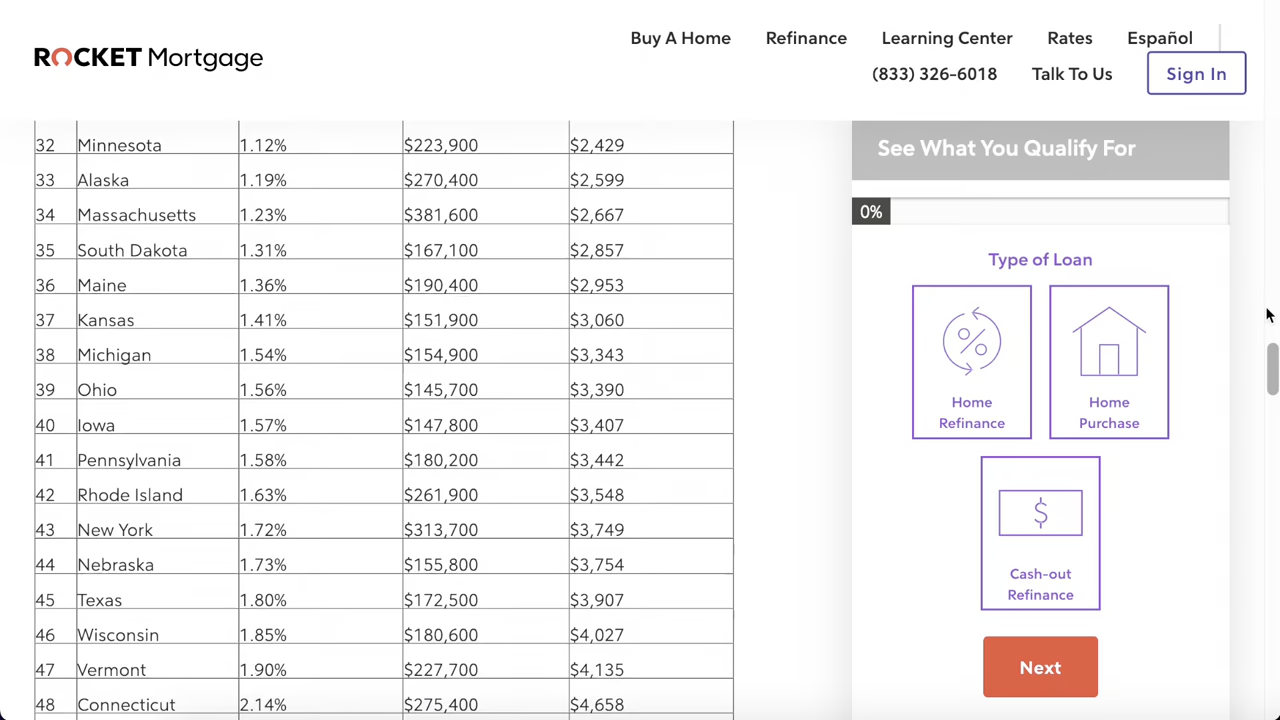 ROCKET Mortgage
Buy A Home Refinance Learning Center Rates Español
(833) 326-6018 Talk To Us Sign In
32 Minnesota 1.12% $223,900 $2,429
33 Alaska 1.19% $270,400 $2,599
34 Massachusetts 1.23% $381,600 $2,667
35 South Dakota 1.31% $167,100 $2,857
36 Maine 1.36% $190,400 $2,953
37 Kansas 1.41% $151,900 $3,060
38 Michigan 1.54% $154,900 $3,343
39 Ohio 1.56% $145,700 $3,390
40 Iowa 1.57% $147,800 $3,407
41 Pennsylvania 1.58% $180,200 $3,442
42 Rhode Island 1.63% $261,900 $3,548
43 New York 1.72% $313,700 $3,749
44 Nebraska 1.73% $155,800 $3,754
45 Texas 1.80% $172,500 $3,907
46 Wisconsin 1.85% $180,600 $4,027
47 Vermont 1.90% $227,700 $4,135
48 Connecticut 2.14% $275,400 $4,658
See What You Qualify For
0%
Type of Loan
Home
Refinance
Home
Purchase
$
Cash-out
Refinance
Next